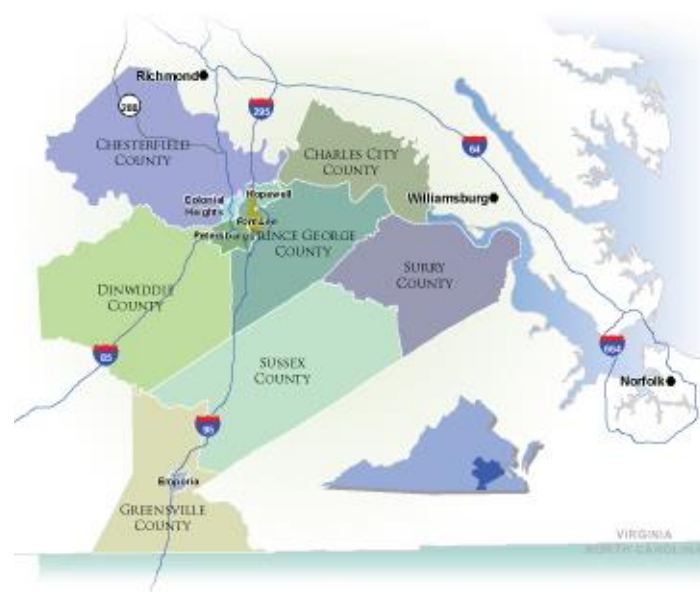 Richmond
288
295
CHESTERFIELD
COUNTY
CHARLES CITY
COUNTY
64
Colonial
Heights
Hopewell
Williamsburg
Fort Lee
Petersburg
PRINCE GEORGE
COUNTY
SURRY
COUNTY
DINWIDDIE
COUNTY
85
SUSSEX
COUNTY
664
Norfolk
95
Emporia
GREENSVILLE
COUNTY
VIRGINIA
NORTH CAROLINA